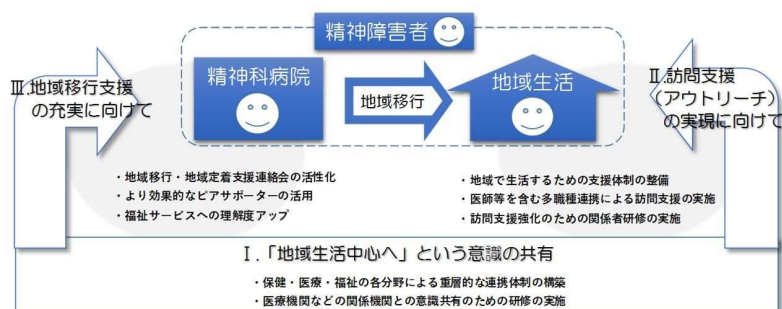 精神障害者
精神科病院
地域移行
地域生活
Ⅲ.地域移行支援
の充実に向けて
Ⅱ.訪問支援
（アウトリーチ）
の実現に向けて
・地域移行・地域定着支援連絡会の活性化
・より効果的なピアサポーターの活用
・福祉サービスへの理解度アップ
・地域で生活するための支援体制の整備
・医師等を含む多職種連携による訪問支援の実施
・訪問支援強化のための関係者研修の実施
Ⅰ.「地域生活中心へ」という意識の共有
・保健・医療・福祉の各分野による重層的な連携体制の構築
・医療機関などの関係機関との意識共有のための研修の実施